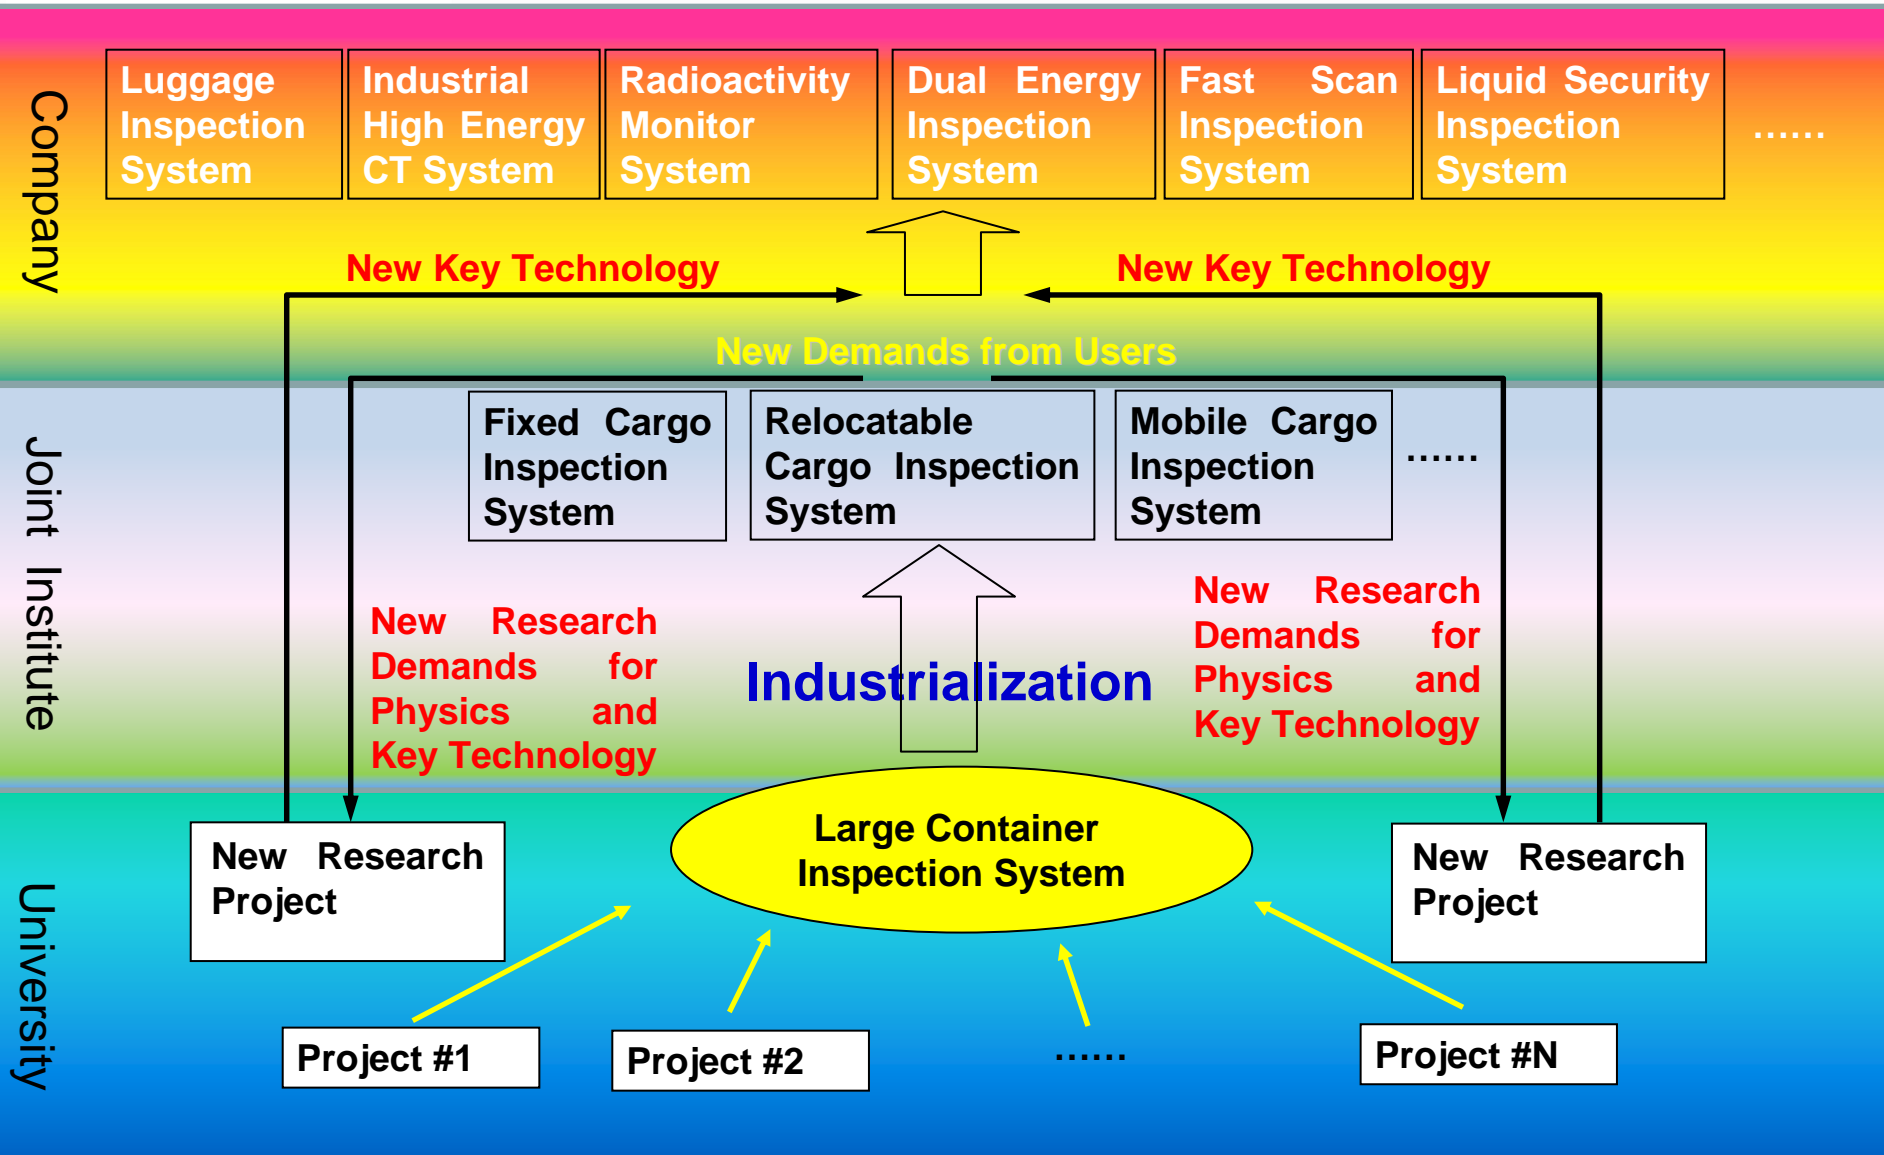 Company
Luggage
Inspection
System
Industrial
High Energy
CT System
Radioactivity
Monitor
System
Dual Energy
Inspection
System
Fast Scan
Inspection
System
Liquid Security
Inspection
System
......
New Key Technology
New Key Technology
New Demands from Users
Joint Institute
Fixed Cargo
Inspection
System
Relocatable
Cargo Inspection
System
Mobile Cargo
Inspection
System
......
New Research
Demands for
Physics and
Key Technology
Industrialization
New Research
Demands for
Physics and
Key Technology
University
New Research
Project
Large Container
Inspection System
New Research
Project
Project #1
Project #2
......
Project #N